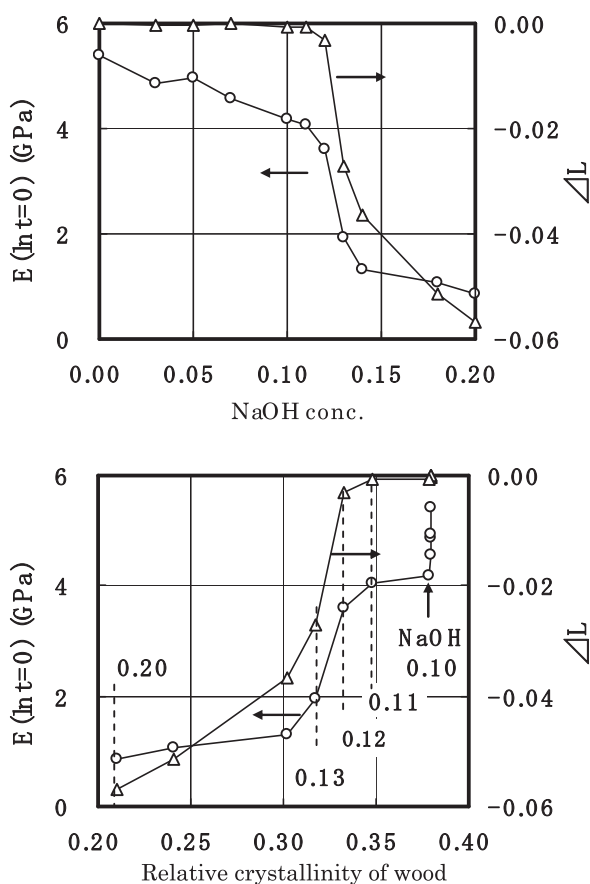 6
4
2
0
E(ln t=0) (GPa)
0.00
-0.02
-0.04
-0.06
⊿L
0.00 0.05 0.10 0.15 0.20
NaOH conc.
6
4
2
0
E(ln t=0) (GPa)
0.00
-0.02
-0.04
-0.06
⊿L
NaOH
0.10
0.20
0.11
0.12
0.13
0.20 0.25 0.30 0.35 0.40
Relative crystallinity of wood